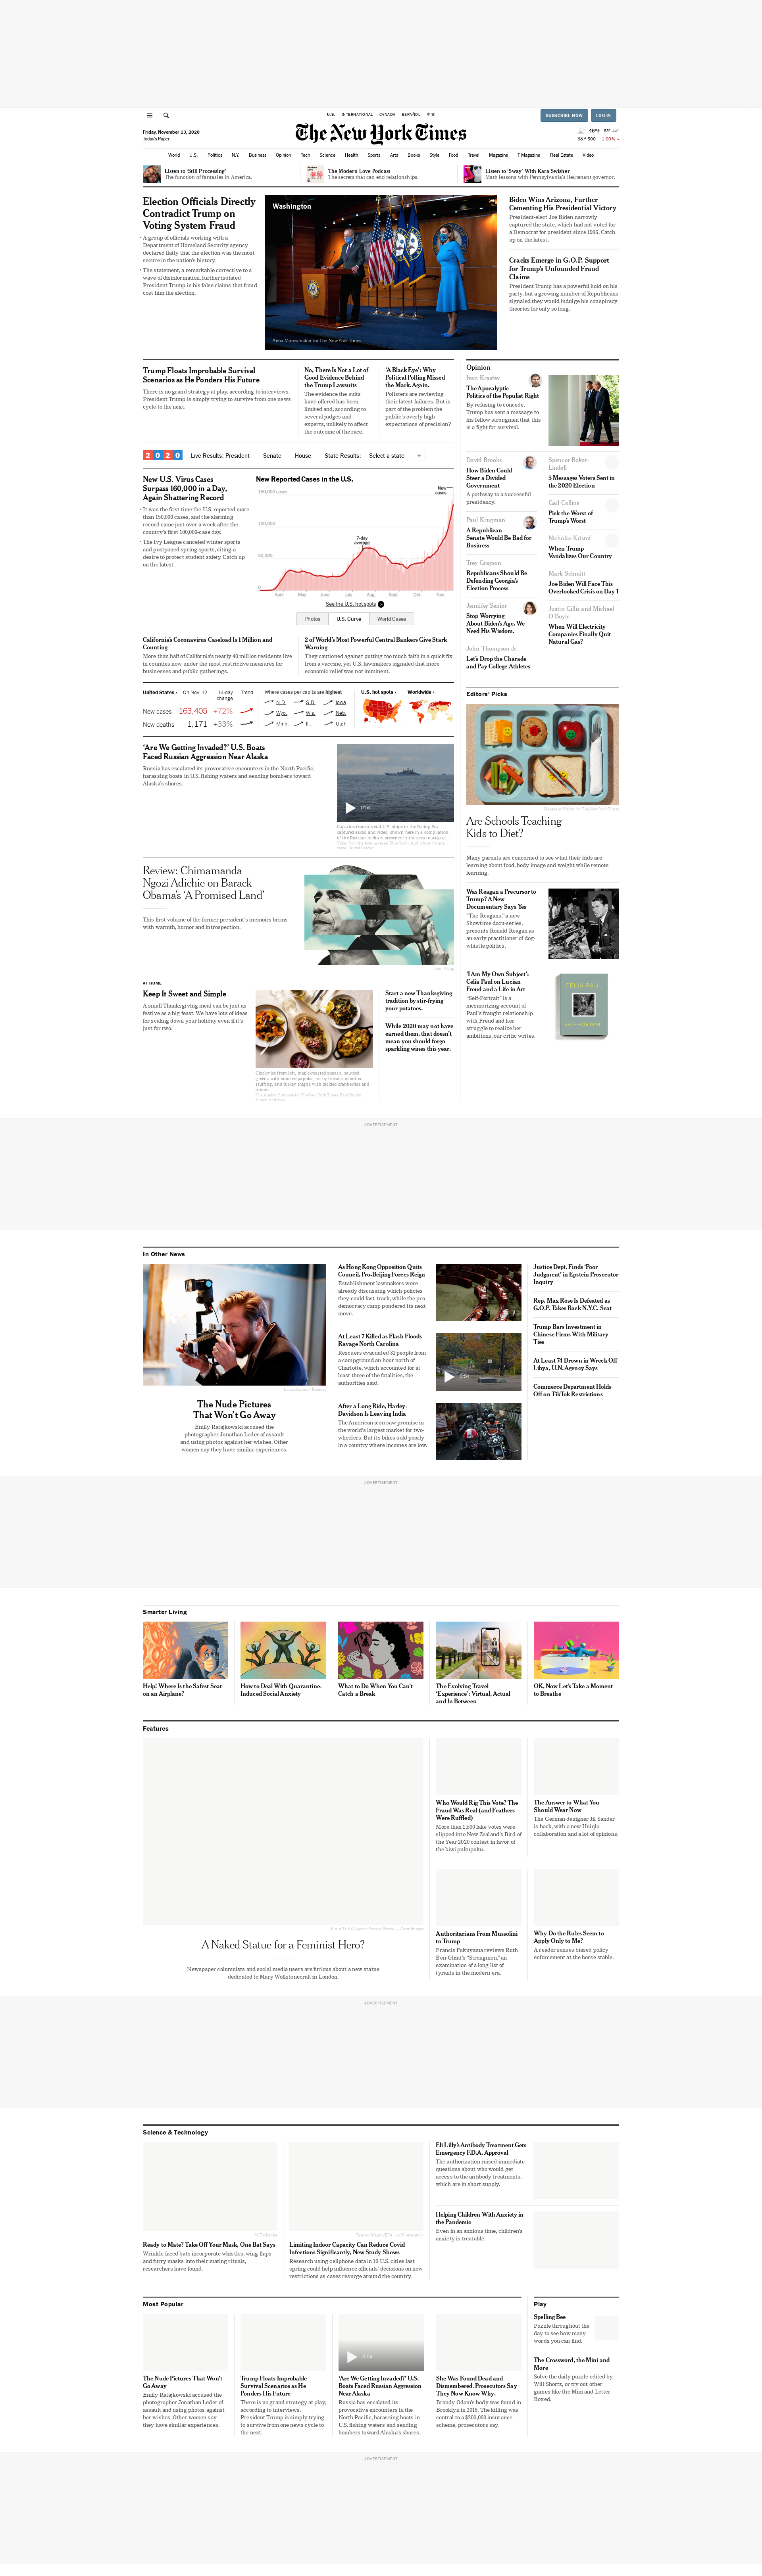 U.S. INTERNATIONAL CANADA ESPAÑOL 中文
SUBSCRIBE NOW LOG IN
Friday, November 13, 2020
Today's Paper
The New York Times
S&P 500 -1.00%
World U.S. Politics N.Y. Business Opinion Tech Science Health Sports Arts Books Style Food Travel Magazine T Magazine Real Estate Video
Listen to 'Still Processing'
The function of fantasies in America.
The Modern Love Podcast
The secrets that can end relationships.
Listen to 'Sway' With Kara Swisher
Math lessons with Pennsylvania's lieutenant governor.
Election Officials Directly
Contradict Trump on
Voting System Fraud
A group of officials working with a
Department of Homeland Security agency
declared flatly that the election was the most
secure in the nation's history.
The statement, a remarkable corrective to a
wave of disinformation, further isolated
President Trump in his false claims that fraud
cost him the election.
Washington
Anna Moneymaker for The New York Times
Biden Wins Arizona, Further
Cementing His Presidential Victory
President-elect Joe Biden narrowly
captured the state, which had not voted for
a Democrat for president since 1996. Catch
up on the latest.
Cracks Emerge in G.O.P. Support
for Trump's Unfounded Fraud
Claims
President Trump has a powerful hold on his
party, but a growing number of Republicans
signaled they would indulge his conspiracy
theories for only so long.
Trump Floats Improbable Survival
Scenarios as He Ponders His Future
There is no grand strategy at play, according to interviews.
President Trump is simply trying to survive from one news
cycle to the next.
No, There Is Not a Lot of
Good Evidence Behind
the Trump Lawsuits
The evidence the suits
have offered has been
limited and, according to
several judges and
experts, unlikely to affect
the outcome of the race.
'A Black Eye': Why
Political Polling Missed
the Mark. Again.
Pollsters are reviewing
their latest failures. But is
part of the problem the
public's overly high
expectations of precision?
2020 Live Results: President Senate House State Results: Select a state
New U.S. Virus Cases
Surpass 160,000 in a Day,
Again Shattering Record
It was the first time the U.S. reported more
than 150,000 cases, and the alarming
record came just over a week after the
country's first 100,000-case day.
The Ivy League canceled winter sports
and postponed spring sports, citing a
desire to protect student safety. Catch up
on the latest.
New Reported Cases in the U.S.
150,000 cases
100,000
50,000
0
7-day
average
New
cases
April May June July Aug. Sept. Oct. Nov.
See the U.S. hot spots
Photos U.S. Curve World Cases
California's Coronavirus Caseload Is 1 Million and
Counting
More than half of California's nearly 40 million residents live
in counties now under the most restrictive measures for
businesses and public gatherings.
2 of World's Most Powerful Central Bankers Give Stark
Warning
They cautioned against putting too much faith in a quick fix
from a vaccine, yet U.S. lawmakers signaled that more
economic relief was not imminent.
United States › On Nov. 12 14-day change Trend
New cases 163,405 +72%
New deaths 1,171 +33%
Where cases per capita are highest
N.D. S.D. Iowa
Wyo. Wis. Neb.
Minn. Ill. Utah
U.S. hot spots › Worldwide ›
'Are We Getting Invaded?' U.S. Boats
Faced Russian Aggression Near Alaska
Russia has escalated its provocative encounters in the North Pacific,
harassing boats in U.S. fishing waters and sending bombers toward
Alaska's shores.
0:54
Captains from several U.S. ships in the Bering Sea
captured audio and video, shown here in a compilation,
of the Russian military presence in the area in August.
Review: Chimamanda
Ngozi Adichie on Barack
Obama's 'A Promised Land'
This first volume of the former president's memoirs brims
with warmth, humor and introspection.
AT HOME
Keep It Sweet and Simple
A small Thanksgiving meal can be just as
festive as a big feast. We have lots of ideas
for scaling down your holiday even if it's
just for two.
Clockwise from left, maple-roasted squash, sautéed
greens with smoked paprika, herby bread-and-butter
stuffing, and turkey thighs with pickled cranberries and
onions.
Start a new Thanksgiving
tradition by stir-frying
your potatoes.
While 2020 may not have
earned them, that doesn't
mean you should forgo
sparkling wines this year.
Opinion
Ivan Krastev
The Apocalyptic
Politics of the Populist Right
By refusing to concede,
Trump has sent a message to
his fellow strongmen that this
is a fight for survival.
David Brooks
How Biden Could
Steer a Divided
Government
A pathway to a successful
presidency.
Paul Krugman
A Republican
Senate Would Be Bad for
Business
Trey Grayson
Republicans Should Be
Defending Georgia's
Election Process
Jennifer Senior
Stop Worrying
About Biden's Age. We
Need His Wisdom.
John Thompson Jr.
Let's Drop the Charade
and Pay College Athletes
Spencer Bokat-
Lindell
5 Messages Voters Sent in
the 2020 Election
Gail Collins
Pick the Worst of
Trump's Worst
Nicholas Kristof
When Trump
Vandalizes Our Country
Mark Schmitt
Joe Biden Will Face This
Overlooked Crisis on Day 1
Justin Gillis and Michael
O'Boyle
When Will Electricity
Companies Finally Quit
Natural Gas?
Editors' Picks
Are Schools Teaching
Kids to Diet?
Many parents are concerned to see what their kids are
learning about food, body image and weight while remote
learning.
Was Reagan a Precursor to
Trump? A New
Documentary Says Yes
"The Reagans," a new
Showtime docu-series,
presents Ronald Reagan as
an early practitioner of dog-
whistle politics.
'I Am My Own Subject':
Celia Paul on Lucian
Freud and a Life in Art
"Self-Portrait" is a
mesmerizing account of
Paul's fraught relationship
with Freud and her
struggle to realize her
ambitions, our critic writes.
CELIA PAUL
SELF-PORTRAIT
ADVERTISEMENT
In Other News
The Nude Pictures
That Won't Go Away
Emily Ratajkowski accused the
photographer Jonathan Leder of assault
and using photos against her wishes. Other
women say they have similar experiences.
As Hong Kong Opposition Quits
Council, Pro-Beijing Forces Reign
Establishment lawmakers were
already discussing which policies
they could fast-track, while the pro-
democracy camp pondered its next
move.
At Least 7 Killed as Flash Floods
Ravage North Carolina
Rescuers evacuated 31 people from
a campground an hour north of
Charlotte, which accounted for at
least three of the fatalities, the
authorities said.
0:54
After a Long Ride, Harley-
Davidson Is Leaving India
The American icon saw promise in
the world's largest market for two-
wheelers. But its bikes sold poorly
in a country where incomes are low.
Justice Dept. Finds 'Poor
Judgment' in Epstein Prosecutor
Inquiry
Rep. Max Rose Is Defeated as
G.O.P. Takes Back N.Y.C. Seat
Trump Bars Investment in
Chinese Firms With Military
Ties
At Least 74 Drown in Wreck Off
Libya, U.N. Agency Says
Commerce Department Holds
Off on TikTok Restrictions
ADVERTISEMENT
Smarter Living
Help! Where Is the Safest Seat
on an Airplane?
How to Deal With Quarantine-
Induced Social Anxiety
What to Do When You Can't
Catch a Break
The Evolving Travel
'Experience': Virtual, Actual
and In Between
OK, Now Let's Take a Moment
to Breathe
Features
A Naked Statue for a Feminist Hero?
Newspaper columnists and social media users are furious about a new statue
dedicated to Mary Wollstonecraft in London.
Who Would Rig This Vote? The
Fraud Was Real (and Feathers
Were Ruffled)
More than 1,500 fake votes were
slipped into New Zealand's Bird of
the Year 2020 contest in favor of
the kiwi pukupuku.
The Answer to What You
Should Wear Now
The German designer Jil Sander
is back, with a new Uniqlo
collaboration and a lot of opinions.
Authoritarians From Mussolini
to Trump
Francis Fukuyama reviews Ruth
Ben-Ghiat's "Strongmen," an
examination of a long list of
tyrants in the modern era.
Why Do the Rules Seem to
Apply Only to Me?
A reader senses biased policy
enforcement at the horse stable.
ADVERTISEMENT
Science & Technology
Ready to Mate? Take Off Your Mask, One Bat Says
Wrinkle-faced bats incorporate whistles, wing flaps
and furry masks into their mating rituals,
researchers have found.
Limiting Indoor Capacity Can Reduce Covid
Infections Significantly, New Study Shows
Research using cellphone data in 10 U.S. cities last
spring could help influence officials' decisions on new
restrictions as cases resurge around the country.
Eli Lilly's Antibody Treatment Gets
Emergency F.D.A. Approval
The authorization raised immediate
questions about who would get
access to the antibody treatments,
which are in short supply.
Helping Children With Anxiety in
the Pandemic
Even in an anxious time, children's
anxiety is treatable.
Most Popular
The Nude Pictures That Won't
Go Away
Emily Ratajkowski accused the
photographer Jonathan Leder of
assault and using photos against
her wishes. Other women say
they have similar experiences.
Trump Floats Improbable
Survival Scenarios as He
Ponders His Future
There is no grand strategy at play,
according to interviews.
President Trump is simply trying
to survive from one news cycle to
the next.
0:54
'Are We Getting Invaded?' U.S.
Boats Faced Russian Aggression
Near Alaska
Russia has escalated its
provocative encounters in the
North Pacific, harassing boats in
U.S. fishing waters and sending
bombers toward Alaska's shores.
She Was Found Dead and
Dismembered. Prosecutors Say
They Now Know Why.
Brandy Odom's body was found in
Brooklyn in 2018. The killing was
central to a $200,000 insurance
scheme, prosecutors say.
Play
Spelling Bee
Puzzle throughout the
day to see how many
words you can find.
The Crossword, the Mini and
More
Solve the daily puzzle edited by
Will Shortz, or try out other
games like the Mini and Letter
Boxed.
ADVERTISEMENT